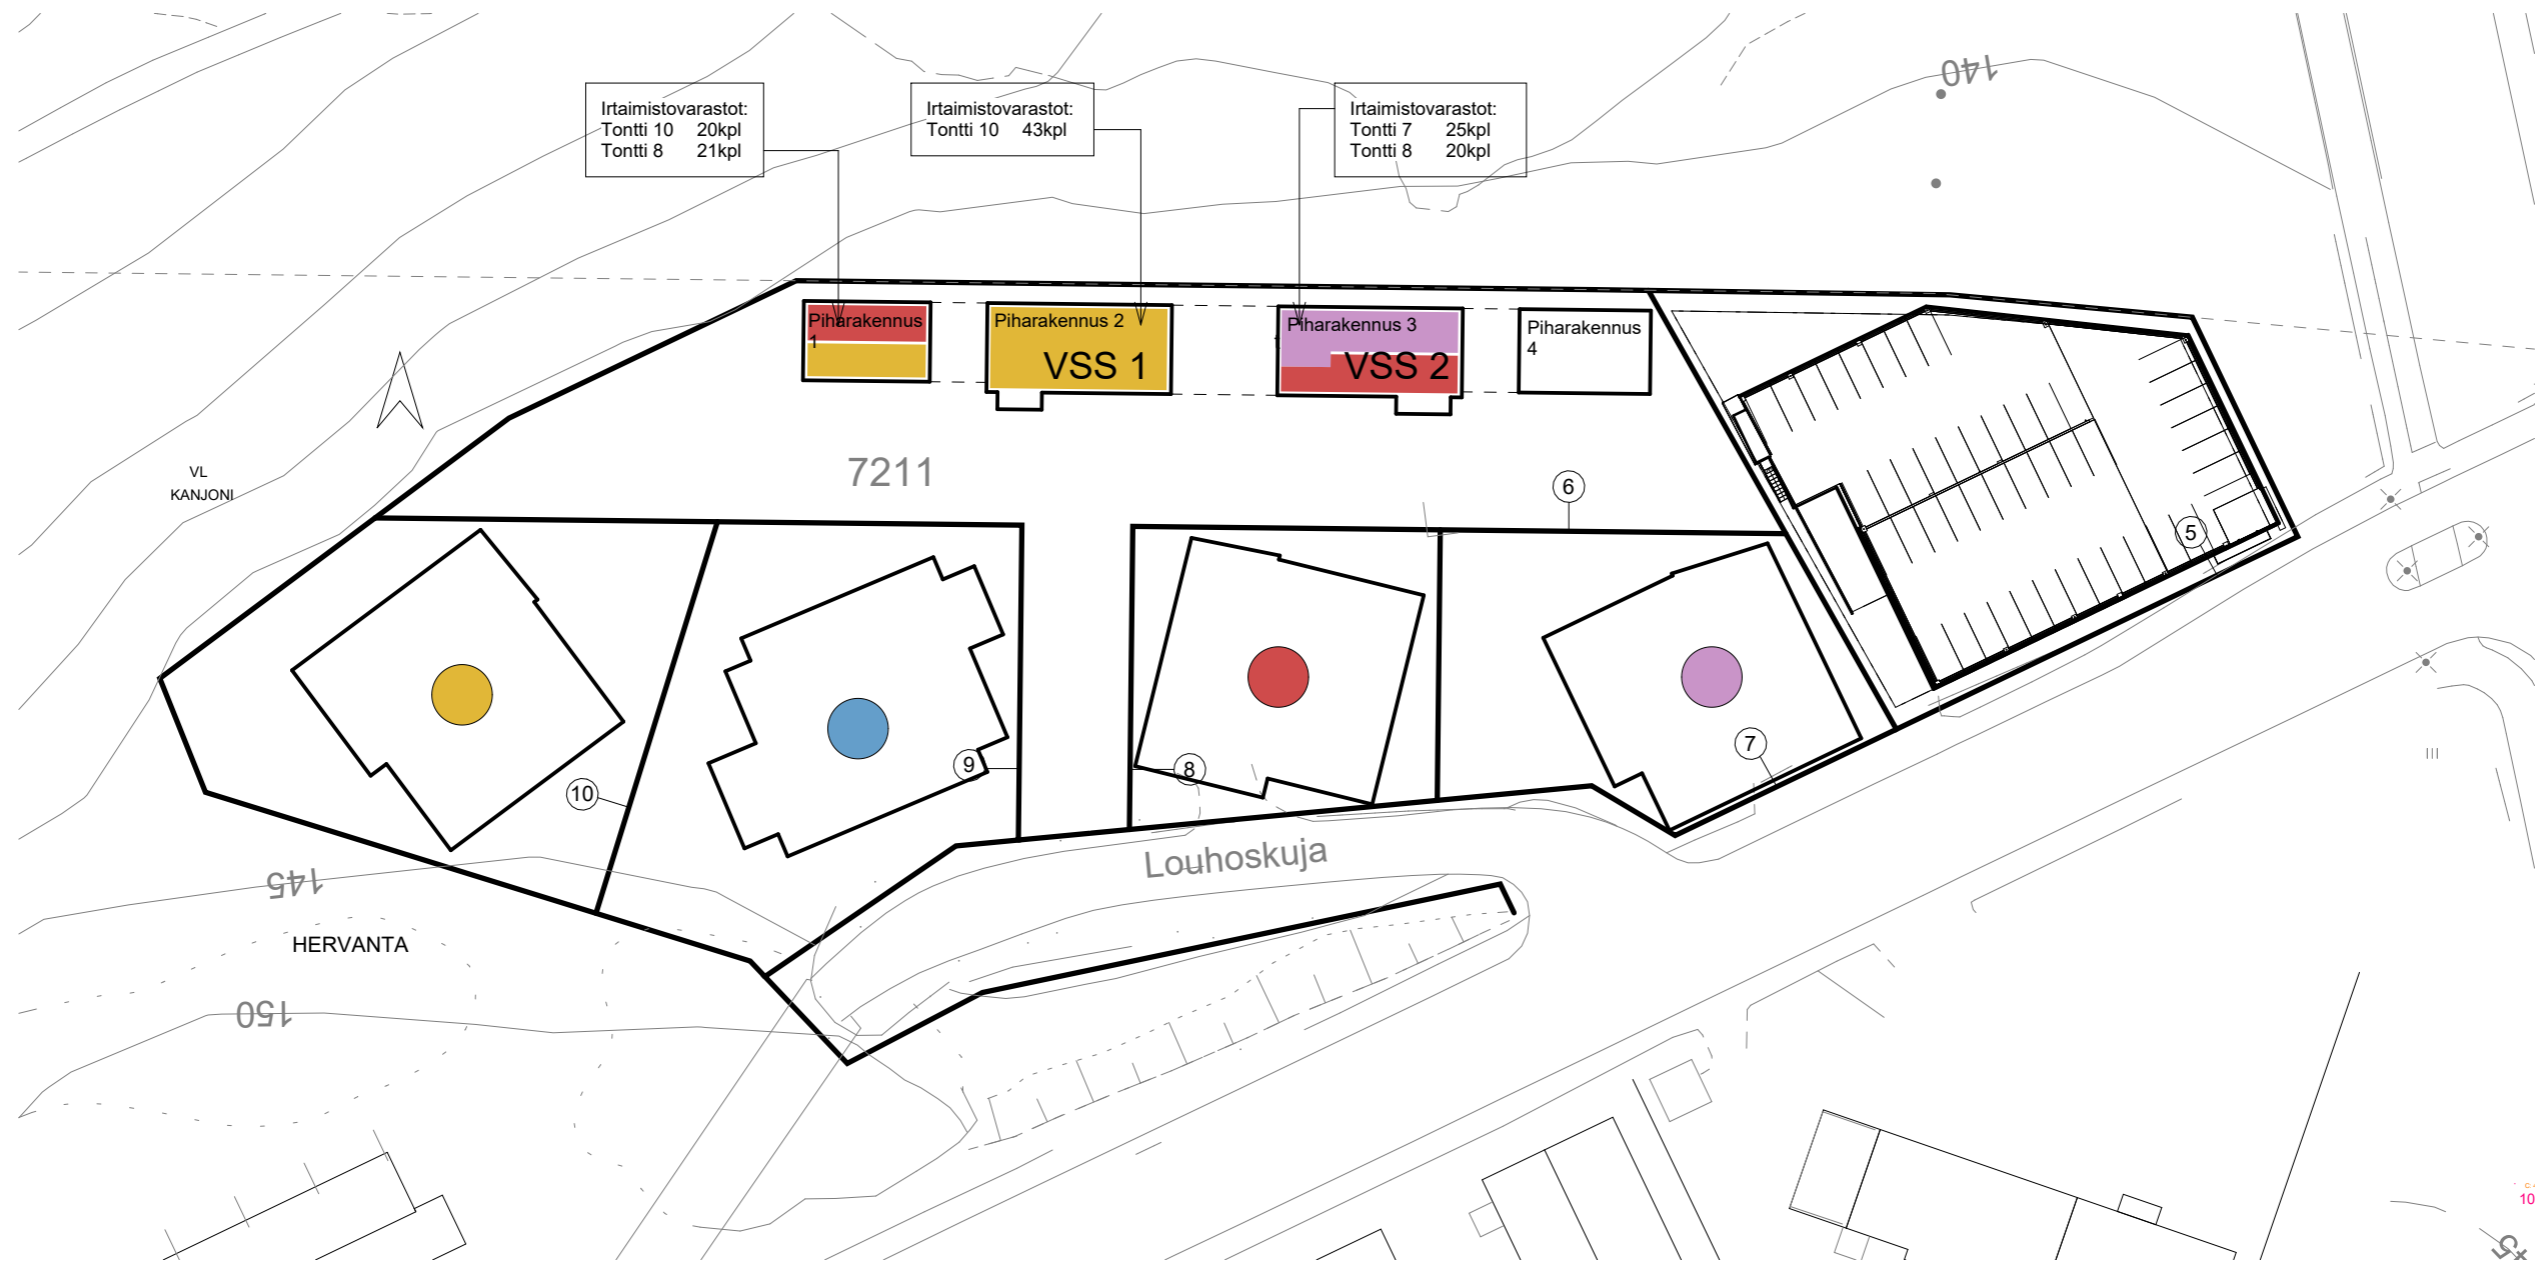 140
Irtaimistovarastot:
Tontti 10 20kpl
Tontti 8 21kpl
Irtaimistovarastot:
Tontti 10 43kpl
Irtaimistovarastot:
Tontti 7 25kpl
Tontti 8 20kpl
Piharakennus
1
Piharakennus 2
VSS 1
Piharakennus 3
VSS 2
Piharakennus
4
VL
KANJONI
7211
6
5
10
9
8
7
Louhoskuja
145
HERVANTA
150
10